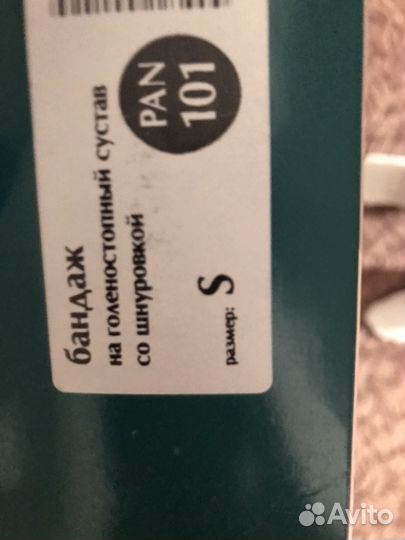 PAN
101
бандаж
на голеностопный сустав
со шнуровкой
размер: S
Avito